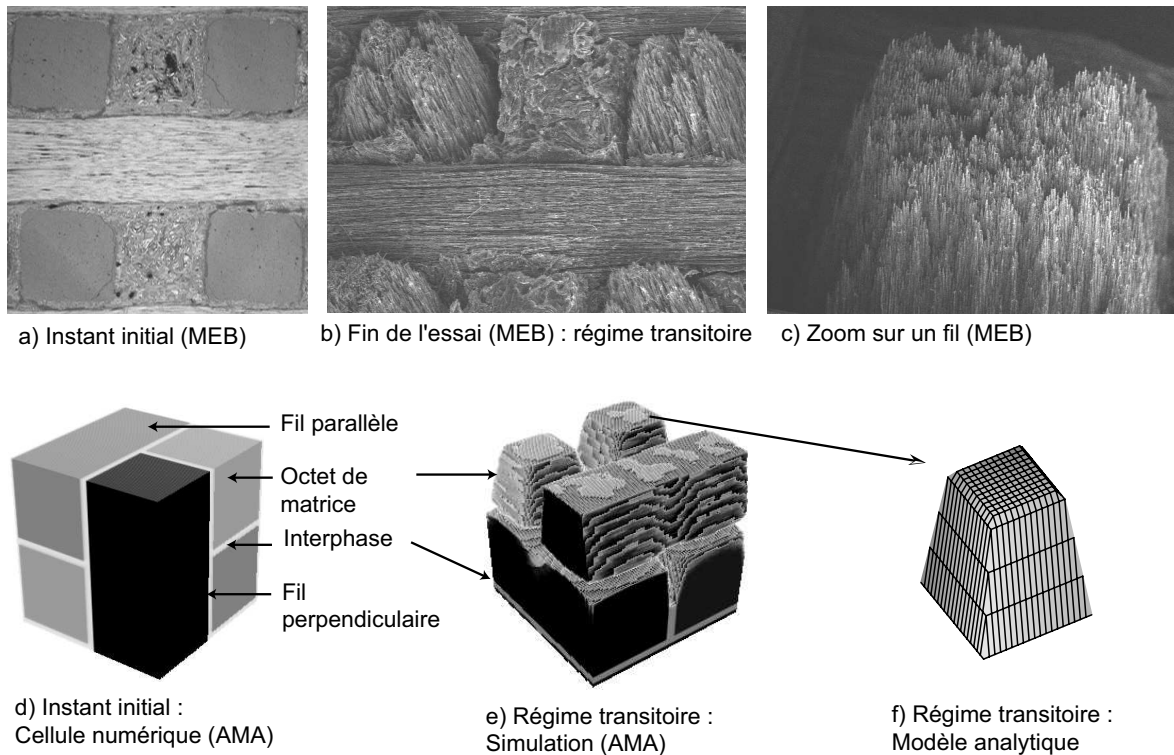 a) Instant initial (MEB)
b) Fin de l'essai (MEB) : régime transitoire
c) Zoom sur un fil (MEB)
Fil parallèle
Octet de
matrice
Interphase
Fil
perpendiculaire
d) Instant initial :
Cellule numérique (AMA)
e) Régime transitoire :
Simulation (AMA)
f) Régime transitoire :
Modèle analytique